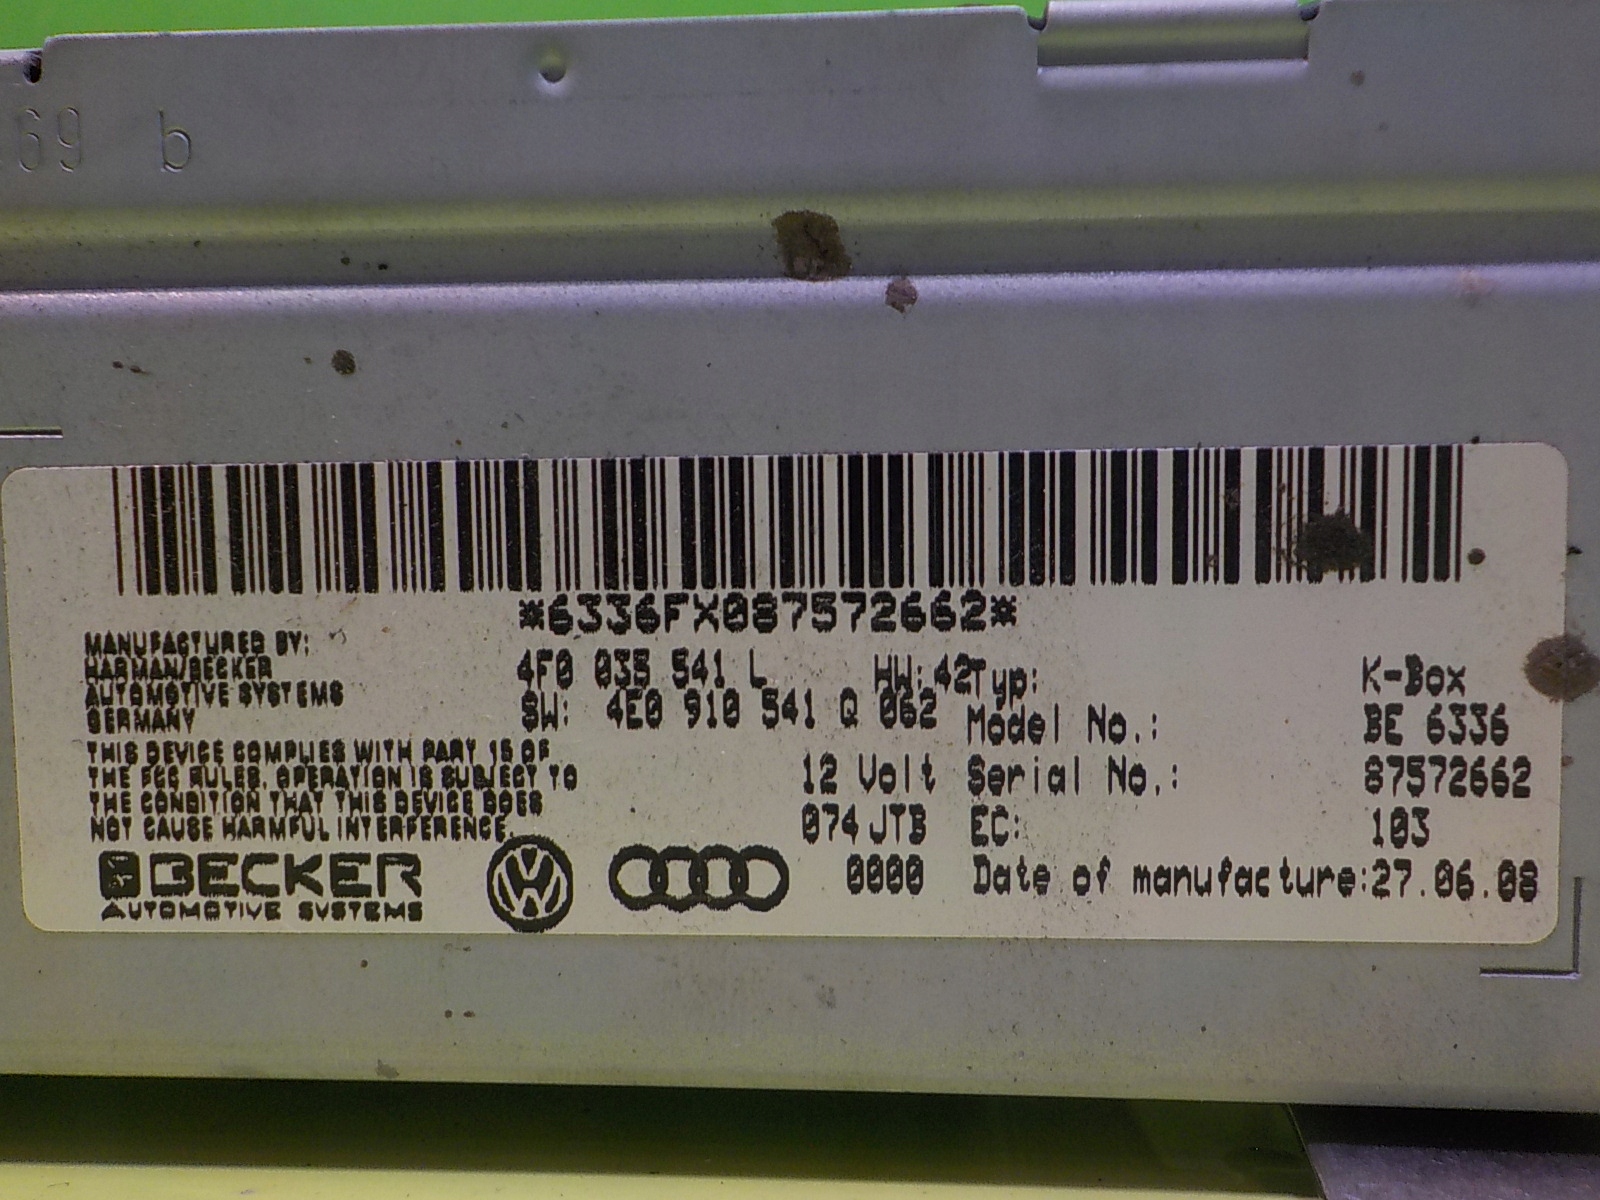 69 b
*6336FX087572662*
MANUFACTURED BY:
HARMAN/BECKER
AUTOMOTIVE SYSTEMS
GERMANY
4F0 035 541 L HW: 42
SW: 4E0 910 541 Q 062
Typ: K-Box
Model No.: BE 6336
THIS DEVICE COMPLIES WITH PART 15 OF
THE FCC RULES. OPERATION IS SUBJECT TO
THE CONDITION THAT THIS DEVICE DOES
NOT CAUSE HARMFUL INTERFERENCE.
12 Volt Serial No.: 87572662
074 JTB EC: 103
0000 Date of manufacture: 27.06.08
BECKER
AUTOMOTIVE SYSTEMS
VW